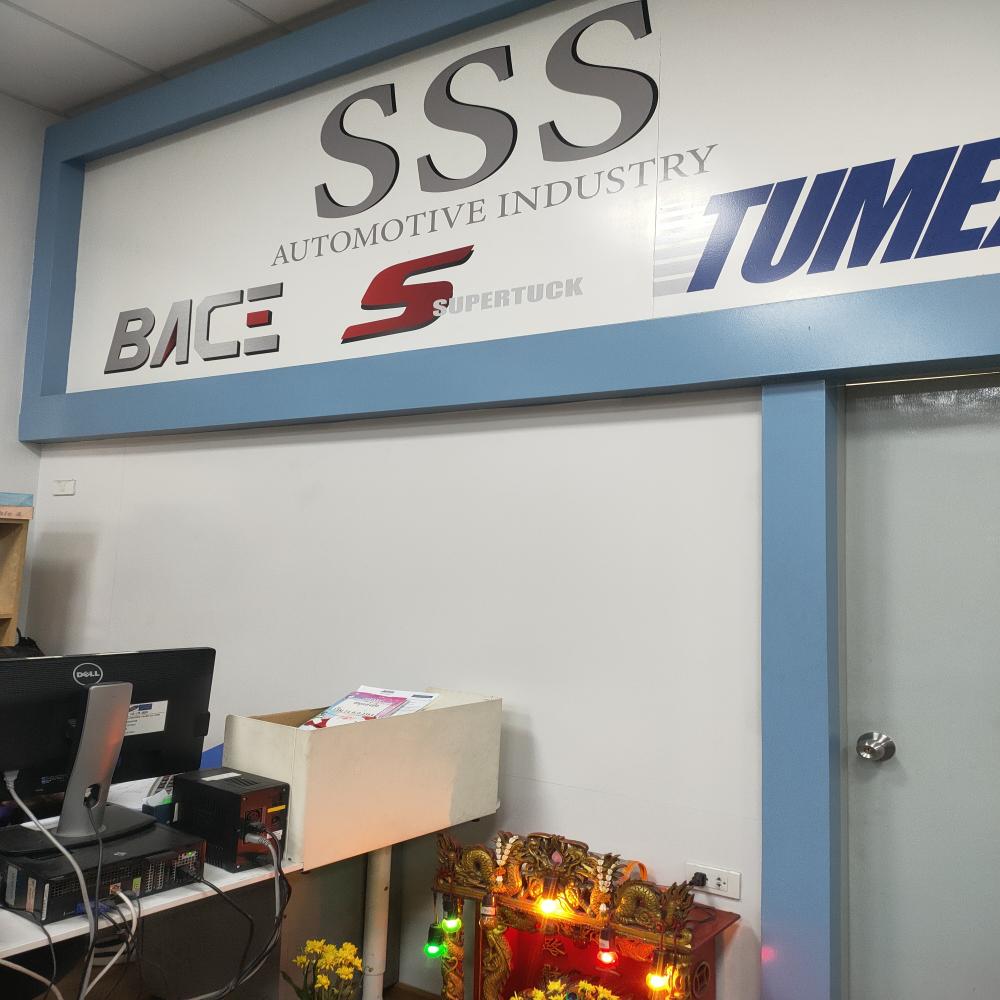 SSS
AUTOMOTIVE INDUSTRY
BACE
SUPERTUCK
TUME
DELL